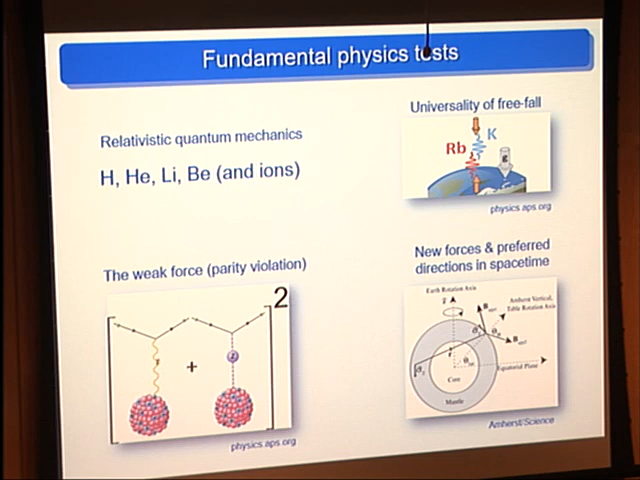 Fundamental physics tests
Relativistic quantum mechanics
H, He, Li, Be (and ions)
Universality of free-fall
Rb
K
physics.aps.org
The weak force (parity violation)
2
+
Z
physics.aps.org
New forces & preferred
directions in spacetime
Earth Rotation Axis
Amherst Vertical,
Table Rotation Axis
Equatorial Plane
Core
Mantle
Amherst/Science